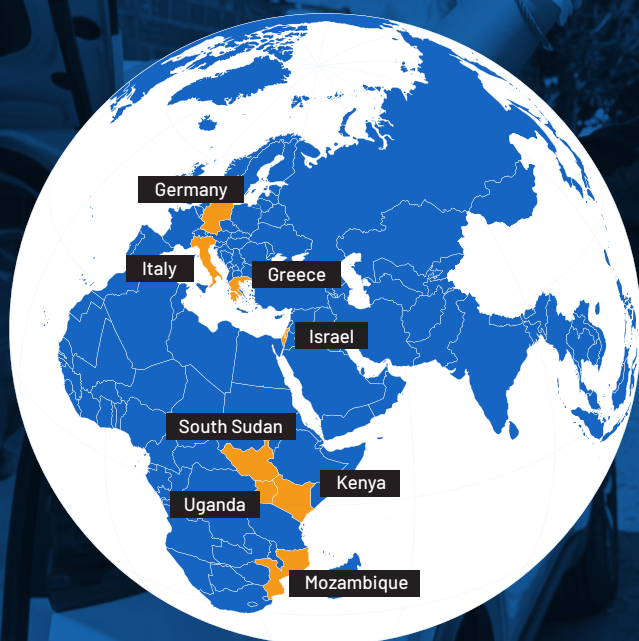 Germany
Italy
Greece
Israel
South Sudan
Kenya
Uganda
Mozambique